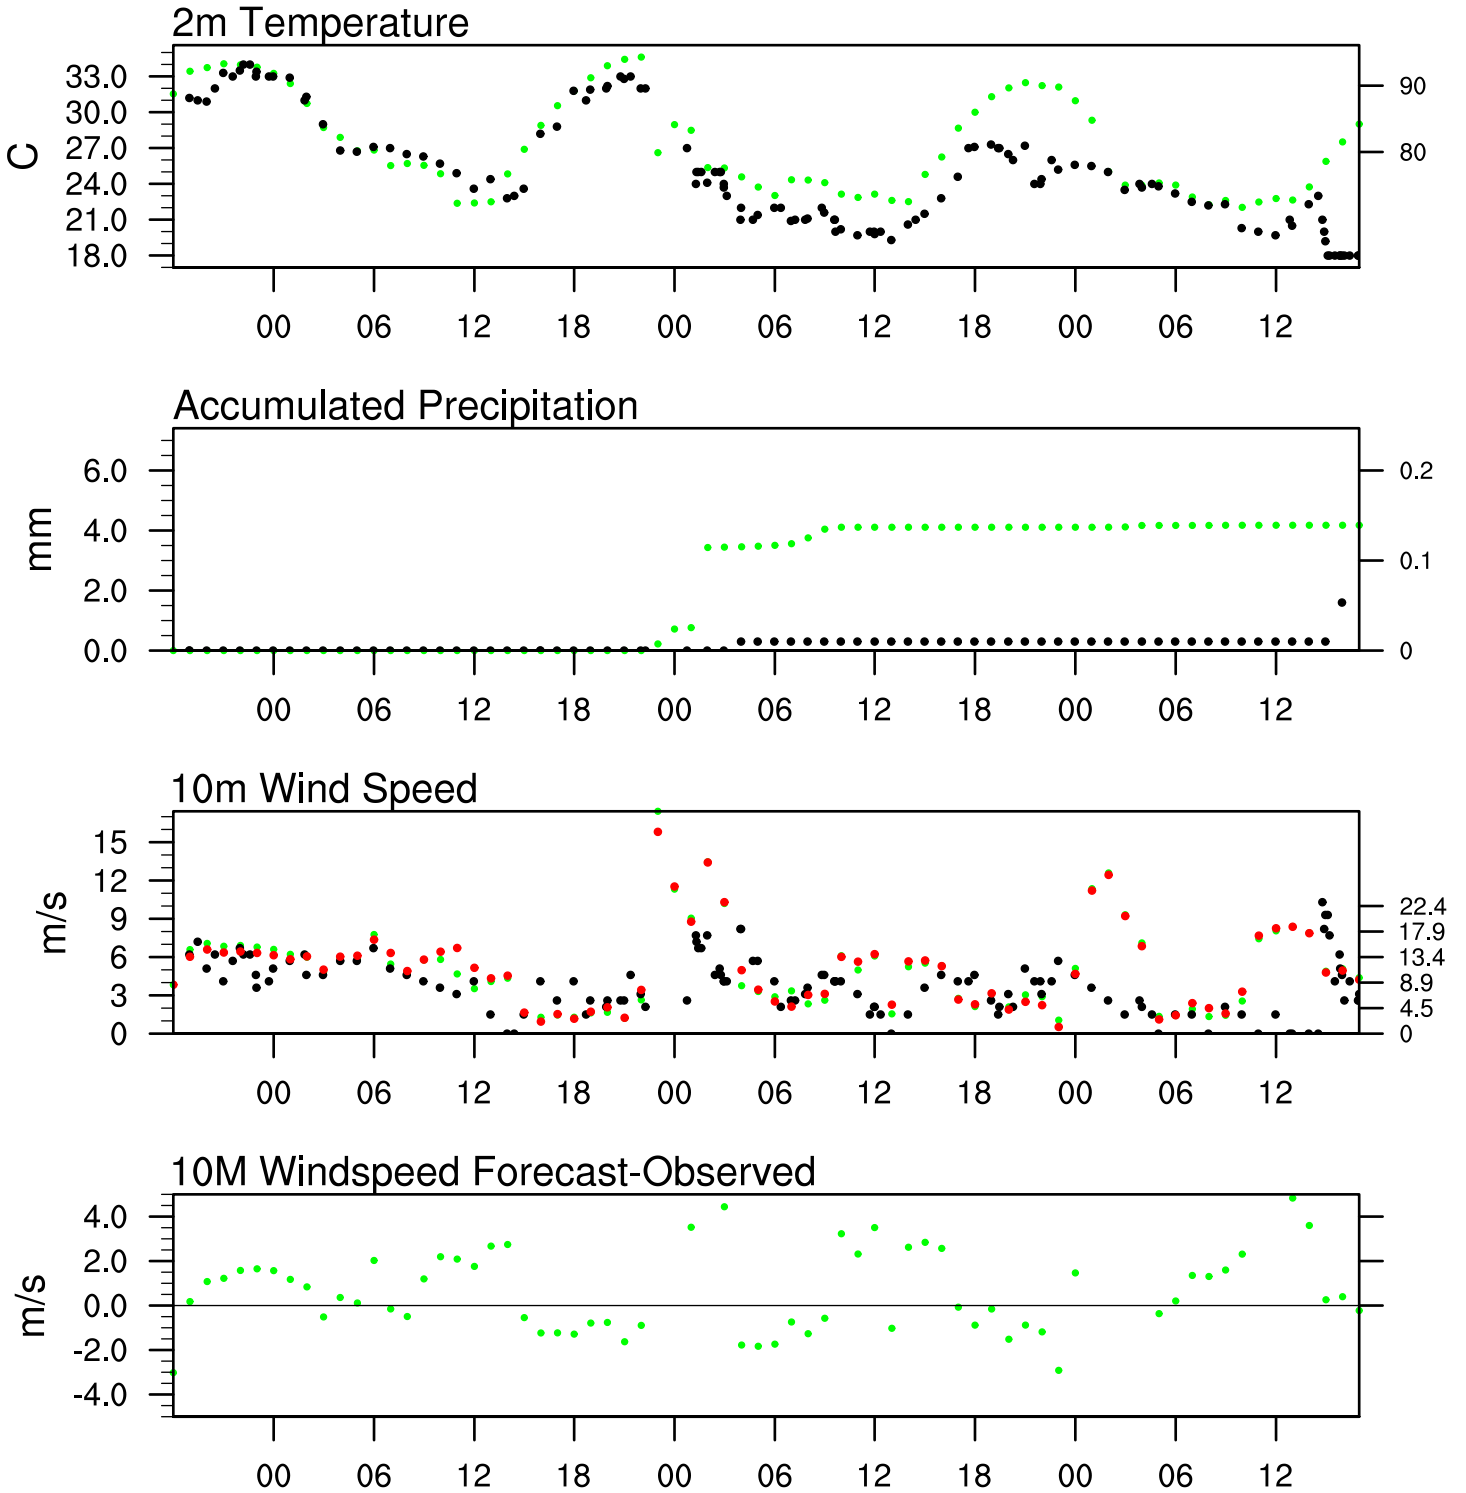 2m Temperature
33.0
30.0
27.0
24.0
21.0
18.0
C
90
80
00 06 12 18 00 06 12 18 00 06 12
Accumulated Precipitation
6.0
4.0
2.0
0.0
mm
0.2
0.1
0
00 06 12 18 00 06 12 18 00 06 12
10m Wind Speed
15
12
9
6
3
0
m/s
22.4
17.9
13.4
8.9
4.5
0
00 06 12 18 00 06 12 18 00 06 12
10M Windspeed Forecast-Observed
4.0
2.0
0.0
-2.0
-4.0
m/s
00 06 12 18 00 06 12 18 00 06 12